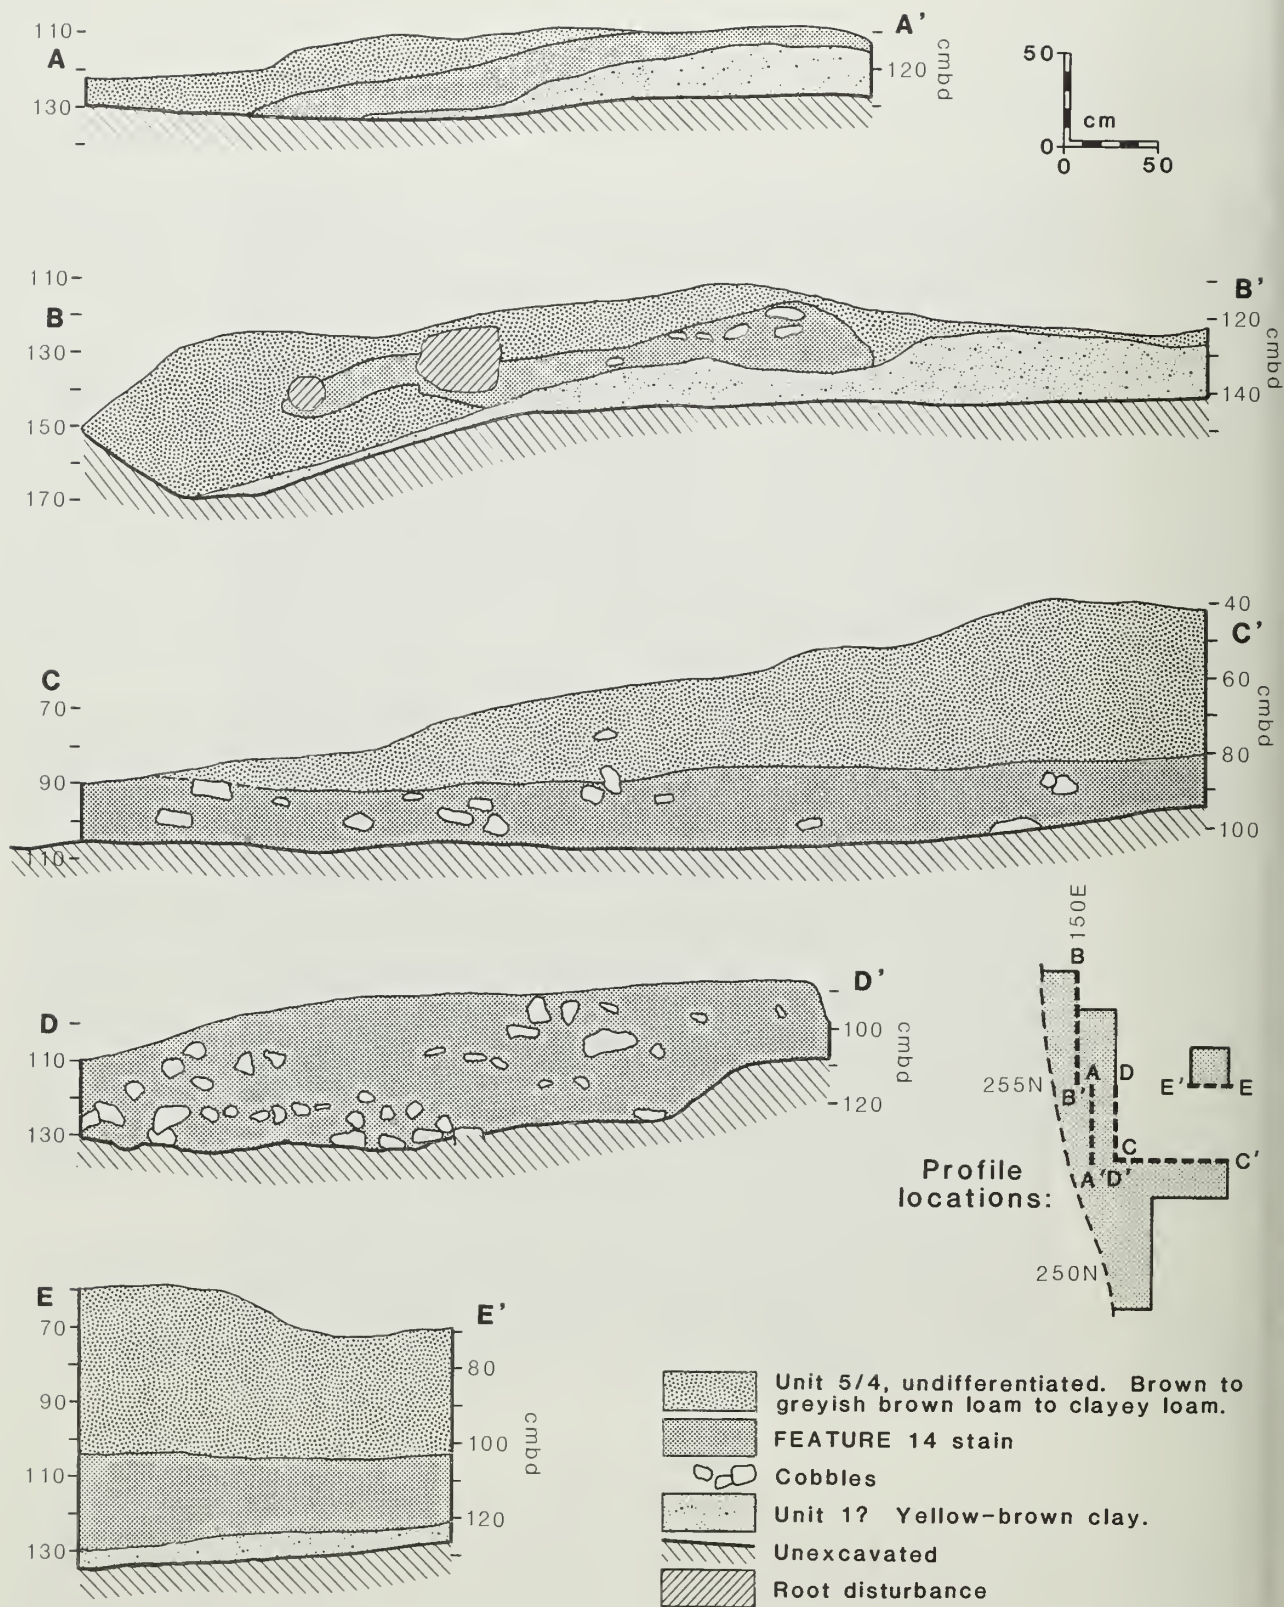 110-
A
130-
A'
120
cmbd
50
cm
0
0 50
110-
B
130-
150-
170-
B'
120
140
cmbd
C
70-
90-
110-
40
C'
60
80
100
cmbd
D
110-
130-
D'
100
120
cmbd
150E
B
255N
A
D
B'
E'
E
C
C'
A'
D'
Profile
locations:
250N
E
70-
90-
110-
130-
E'
80
100
120
cmbd
Unit 5/4, undifferentiated. Brown to
greyish brown loam to clayey loam.
FEATURE 14 stain
Cobbles
Unit 1? Yellow-brown clay.
Unexcavated
Root disturbance